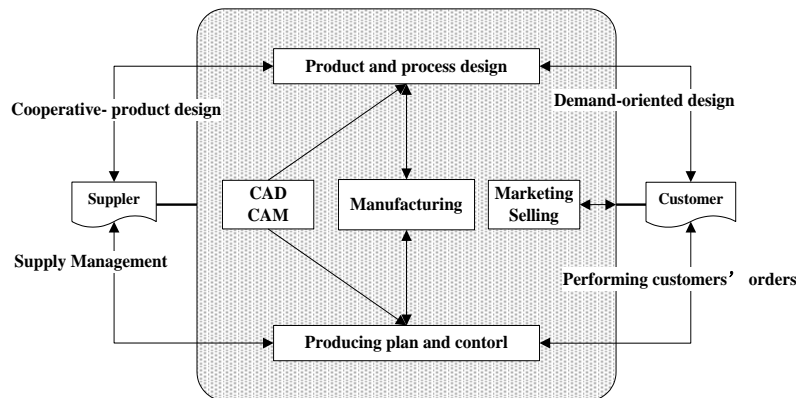 Product and process design
Cooperative- product design
Demand-oriented design
Suppler
CAD
CAM
Manufacturing
Marketing
Selling
Customer
Supply Management
Performing customers’ orders
Producing plan and contorl